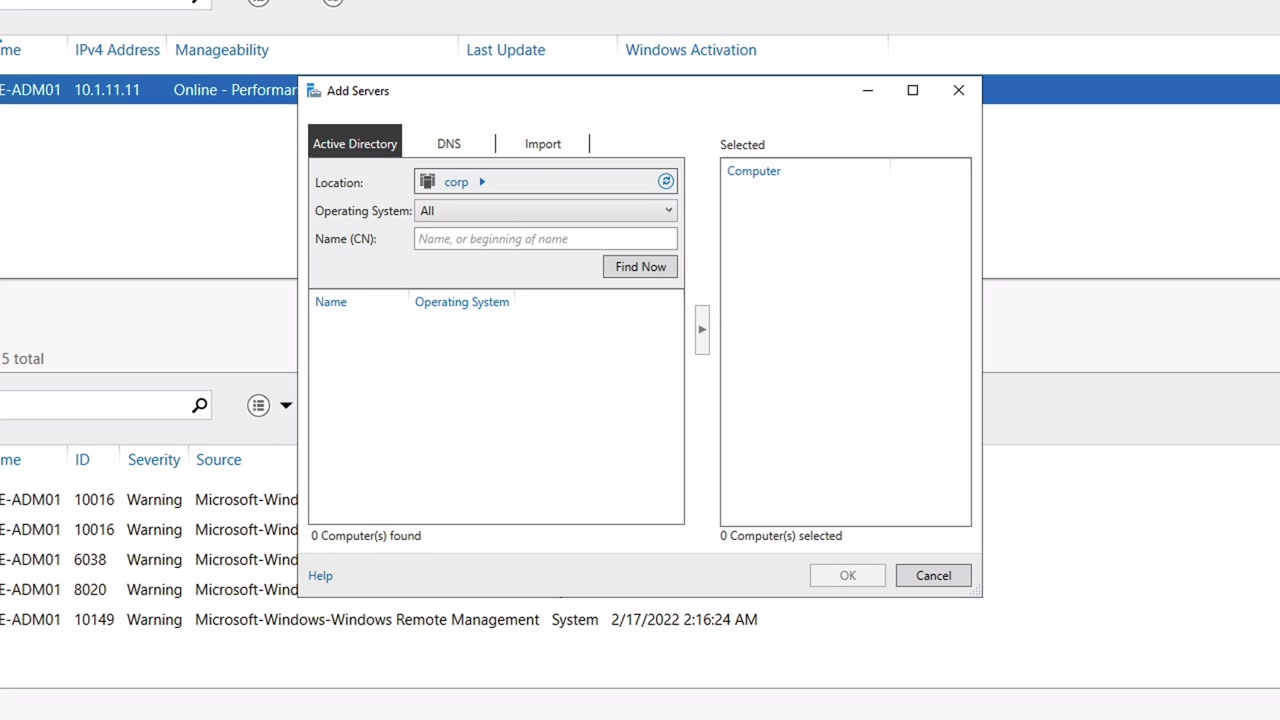 me IPv4 Address Manageability Last Update Windows Activation
E-ADM01 10.1.11.11 Online - Performan
Add Servers
Active Directory DNS Import
Selected
Computer
Location: corp
Operating System: All
Name (CN): Name, or beginning of name
Find Now
Name Operating System
0 Computer(s) found
0 Computer(s) selected
Help OK Cancel
5 total
me ID Severity Source
E-ADM01 10016 Warning Microsoft-Wind
E-ADM01 10016 Warning Microsoft-Wind
E-ADM01 6038 Warning Microsoft-Wind
E-ADM01 8020 Warning Microsoft-Wind
E-ADM01 10149 Warning Microsoft-Windows-Windows Remote Management System 2/17/2022 2:16:24 AM